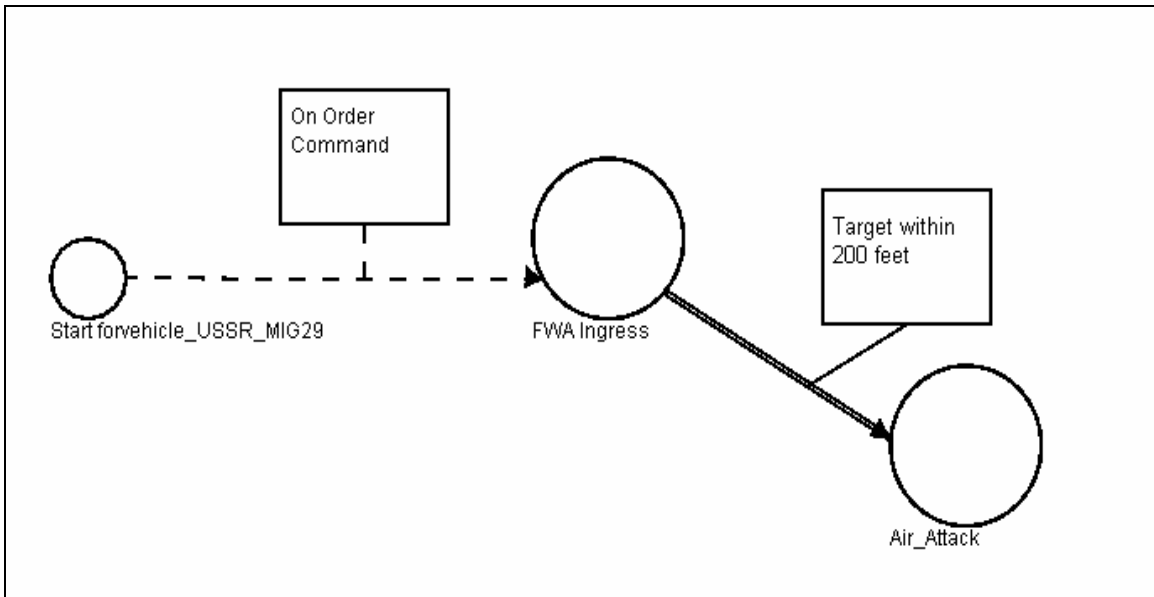 On Order
Command
Target within
200 feet
Start forvehicle_USSR_MIG29
FWA Ingress
Air_Attack